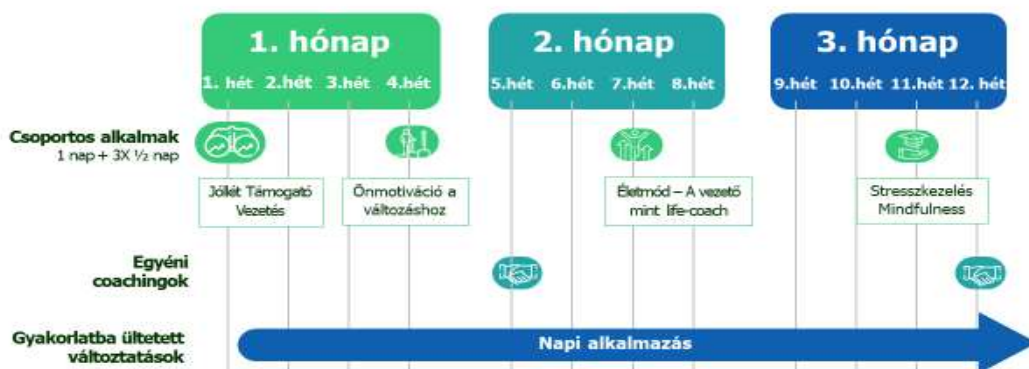 1. hónap
2. hónap
3. hónap
1. hét 2.hét 3.hét 4.hét
5.hét 6.hét 7.hét 8.hét
9.hét 10.hét 11.hét 12. hét
Csoportos alkalmak
1 nap + 3X ½ nap
Jóllét Támogató
Vezetés
Önmotiváció a
változáshoz
Életmód – A vezető
mint life-coach
Stresszkezelés
Mindfulness
Egyéni
coachingok
Gyakorlatba ültetett
változtatások
Napi alkalmazás